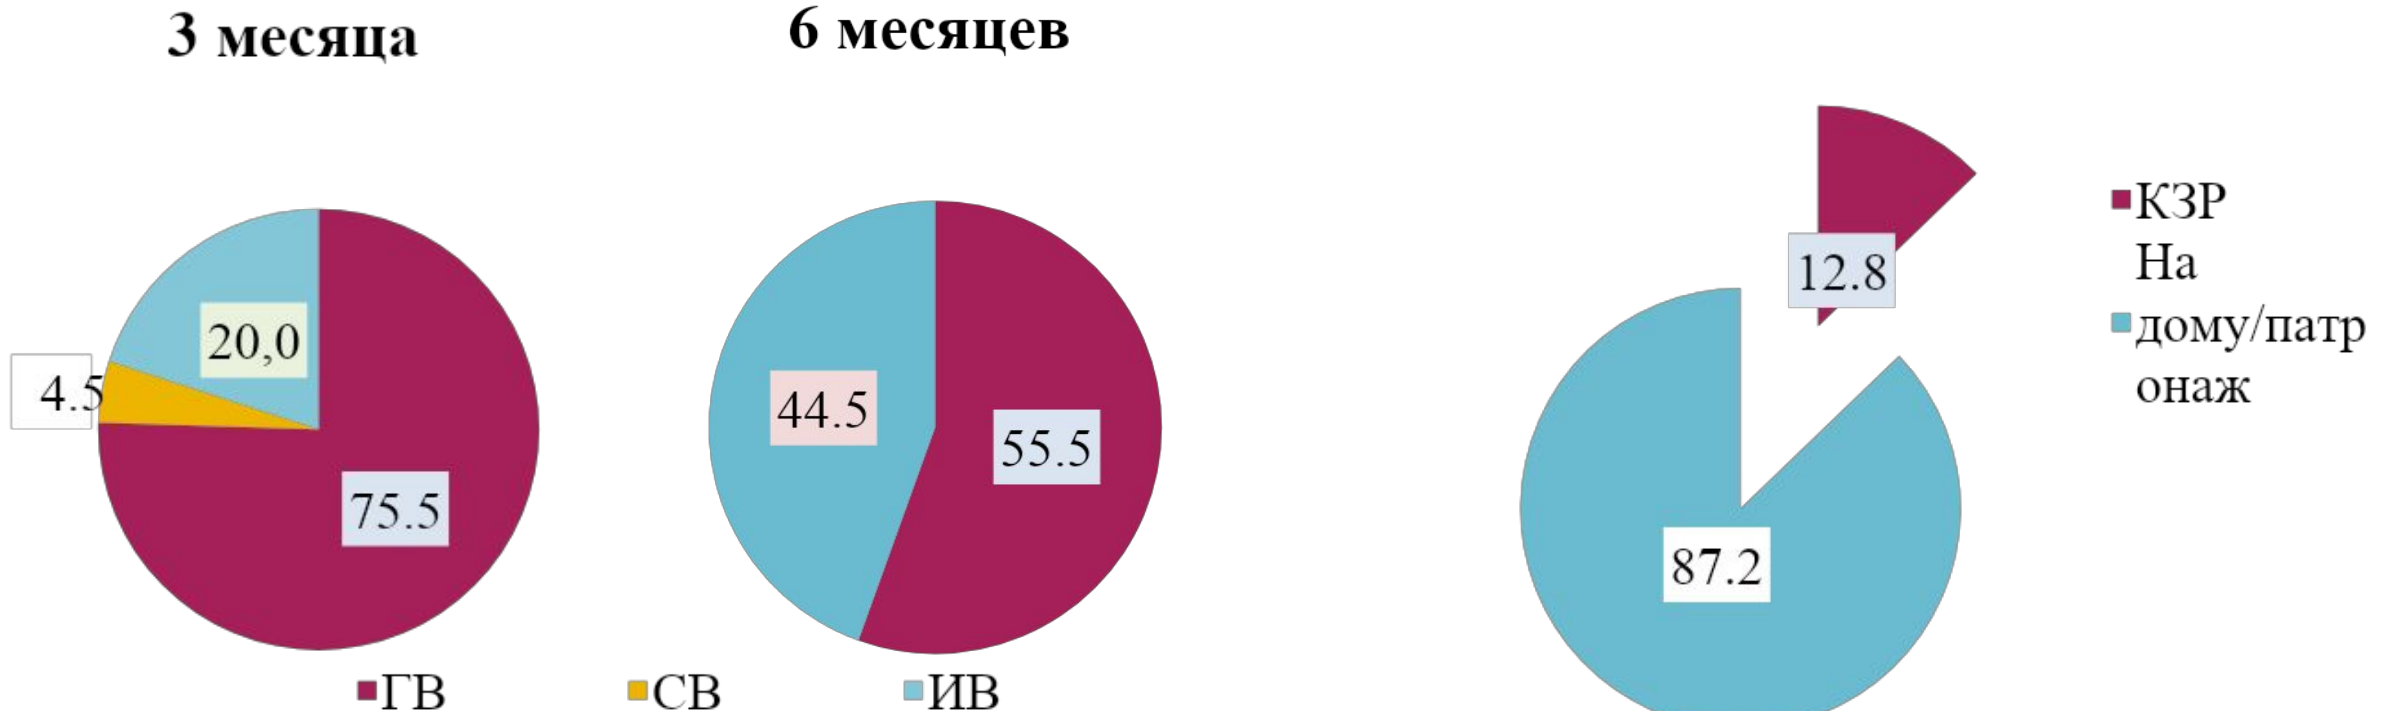 3 месяца
6 месяцев
20,0
4.5
75.5
44.5
55.5
ГВ
СВ
ИВ
12.8
87.2
КЗР
На
дому/патр
онаж